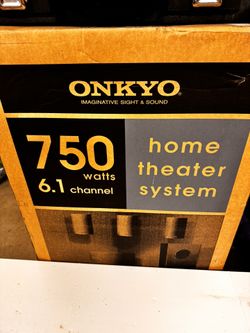 ONKYO
IMAGINATIVE SIGHT & SOUND
750
watts
6.1 channel
home
theater
system